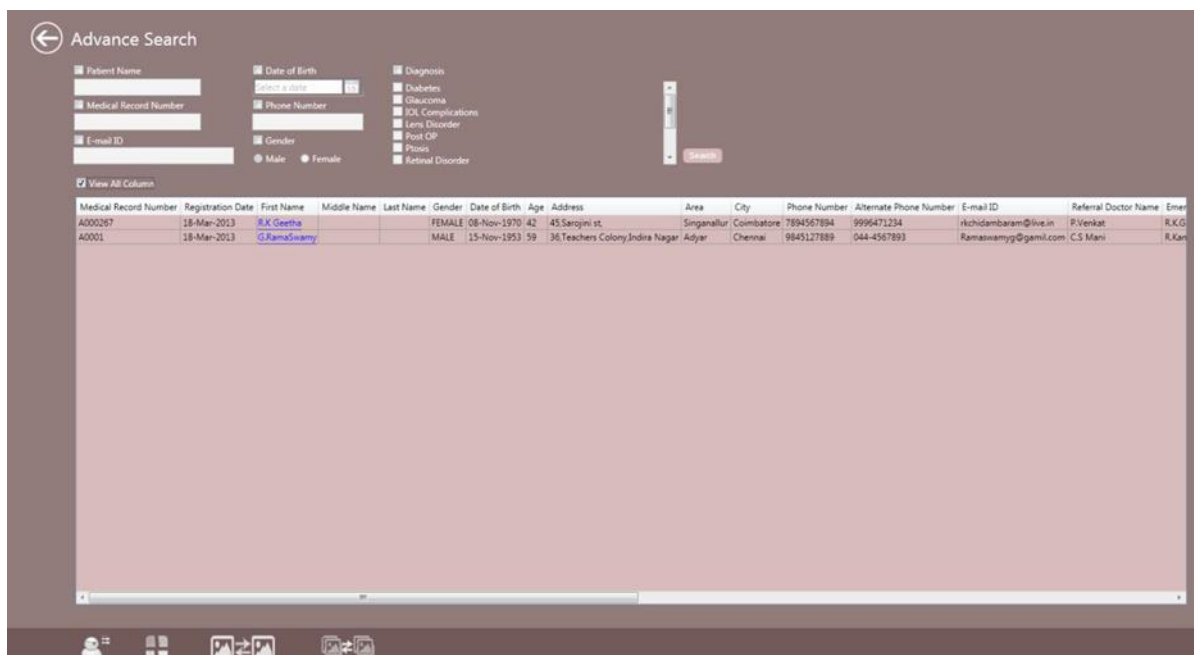 Advance Search
Patient Name
Date of Birth
Diagnosis
Select a date
15
Diabetes
Medical Record Number
Phone Number
Glaucoma
IOL Complications
Lens Disorder
E-mail ID
Gender
Post OP
Ptosis
Male
Female
Retinal Disorder
Search
View All Column
Medical Record Number Registration Date First Name Middle Name Last Name Gender Date of Birth Age Address Area City Phone Number Alternate Phone Number E-mail ID Referral Doctor Name Emer
A000267 18-Mar-2013 R.K Geetha FEMALE 08-Nov-1970 42 45,Sarojini st, Singanallur Coimbatore 7894567894 9996471234 rkchidambaram@live.in P.Venkat R.K.G
A0001 18-Mar-2013 G.RamaSwamy MALE 15-Nov-1953 59 36,Teachers Colony,Indira Nagar Adyar Chennai 9845127889 044-4567893 Ramaswamyg@gamil.com C.S Mani R.Kan